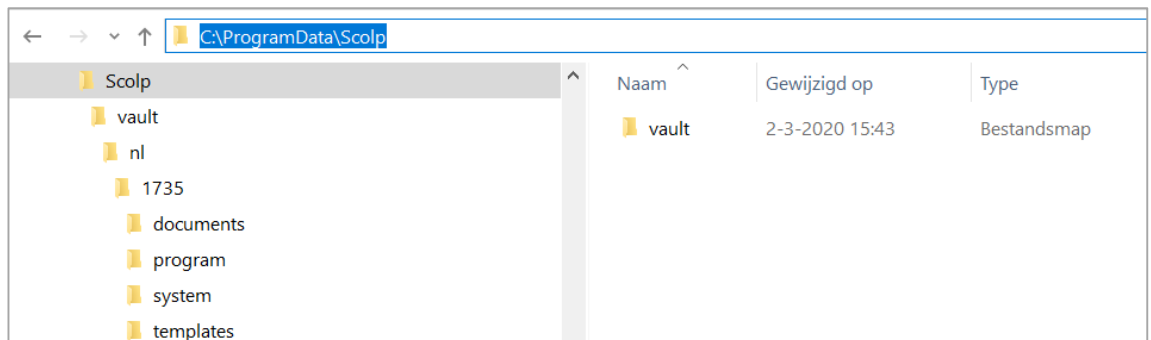 C:\ProgramData\Scolp
Scolp
vault
nl
1735
documents
program
system
templates
Naam Gewijzigd op Type
vault 2-3-2020 15:43 Bestandsmap